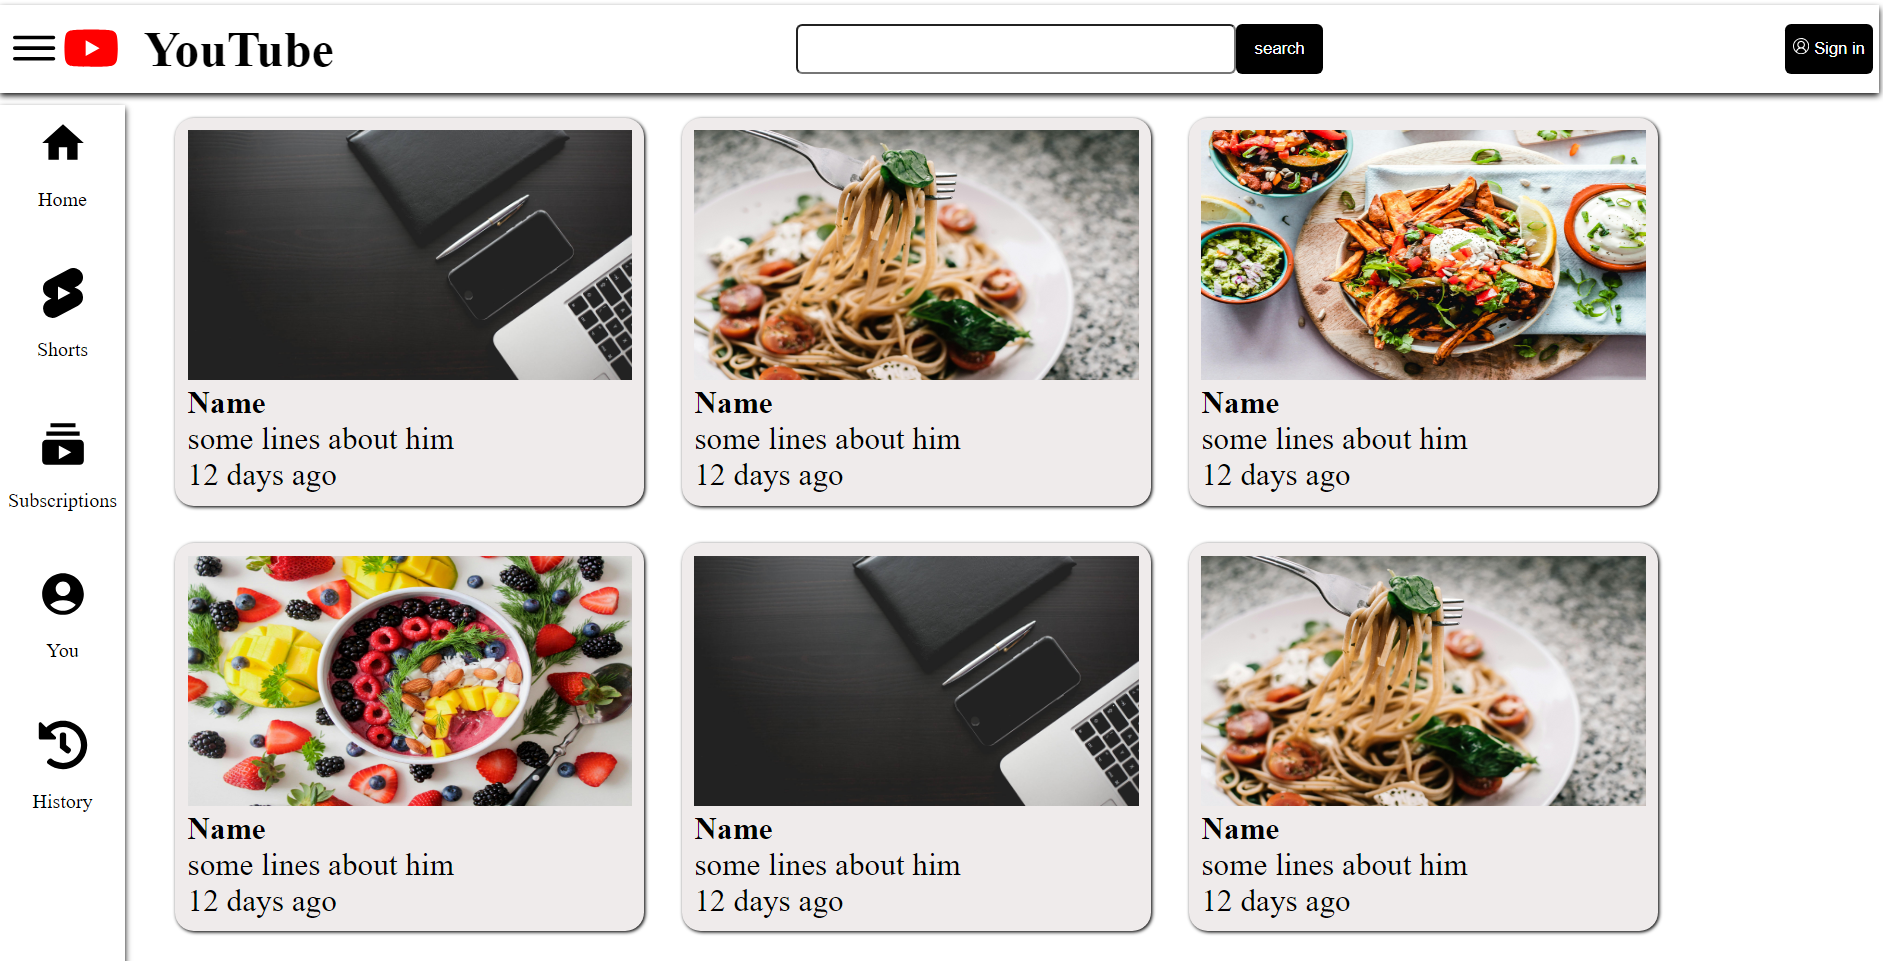 YouTube
search
Sign in
Home
Shorts
Subscriptions
You
History
Name
some lines about him
12 days ago
Name
some lines about him
12 days ago
Name
some lines about him
12 days ago
Name
some lines about him
12 days ago
Name
some lines about him
12 days ago
Name
some lines about him
12 days ago